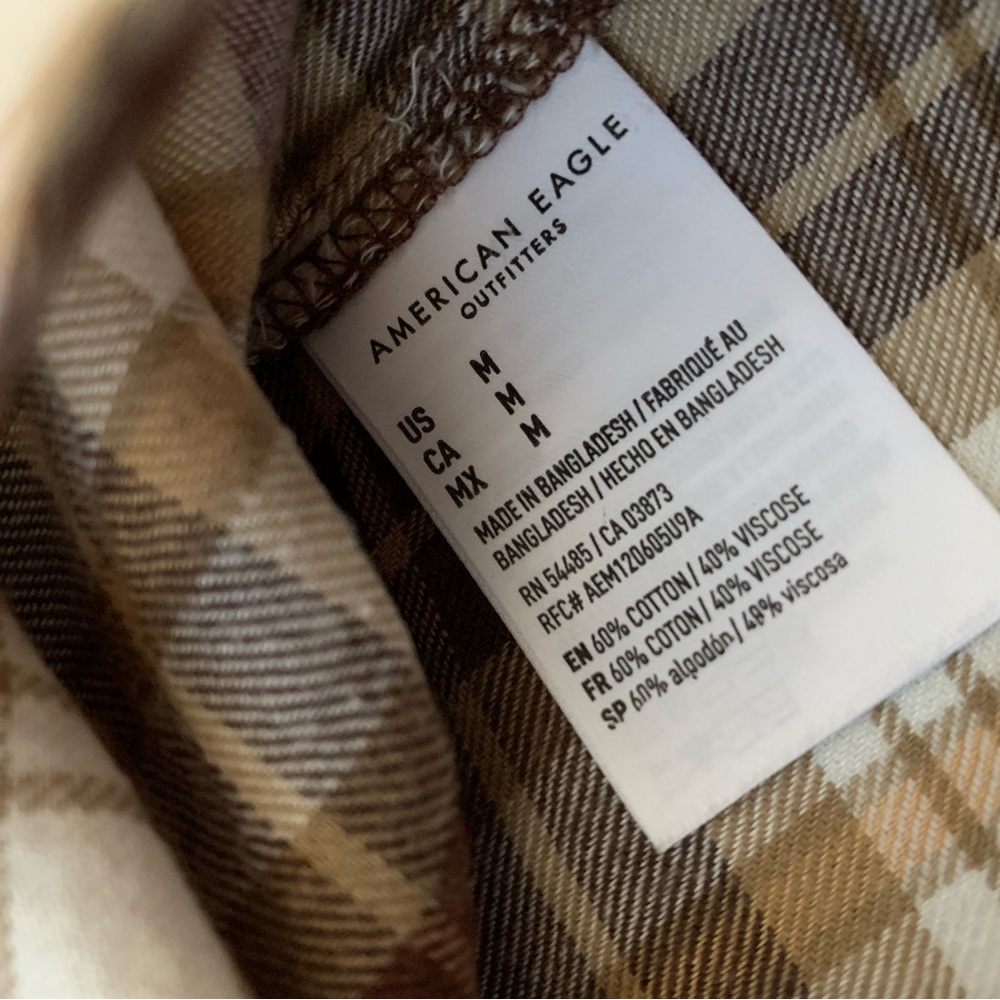 AMERICAN EAGLE
OUTFITTERS
US M
CA M
MX M
MADE IN BANGLADESH / FABRIQUÉ AU
BANGLADESH / HECHO EN BANGLADESH
RN 54485 / CA 03873
RFC# AEM120605U9A
EN 60% COTTON / 40% VISCOSE
FR 60% COTON / 40% VISCOSE
SP 60% algodón / 40% viscosa